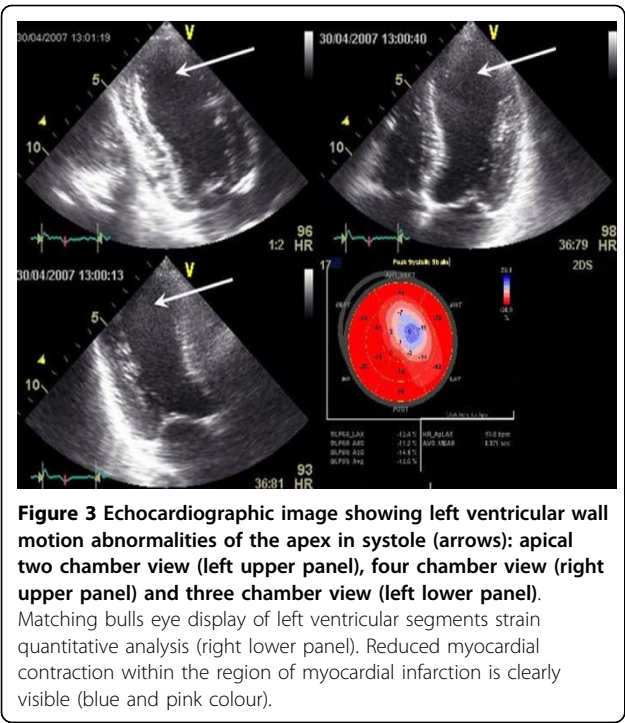 30/04/2007 13:01:19
V
5
10
96
1:2 HR
30/04/2007 13:00:40
V
5
10
98
36:79 HR
30/04/2007 13:00:13
V
5
10
93
36:81 HR
17
Peak Systolic Strain
2DS
%
ANT
LAT
POST
Figure 3 Echocardiographic image showing left ventricular wall
motion abnormalities of the apex in systole (arrows): apical
two chamber view (left upper panel), four chamber view (right
upper panel) and three chamber view (left lower panel).
Matching bulls eye display of left ventricular segments strain
quantitative analysis (right lower panel). Reduced myocardial
contraction within the region of myocardial infarction is clearly
visible (blue and pink colour).